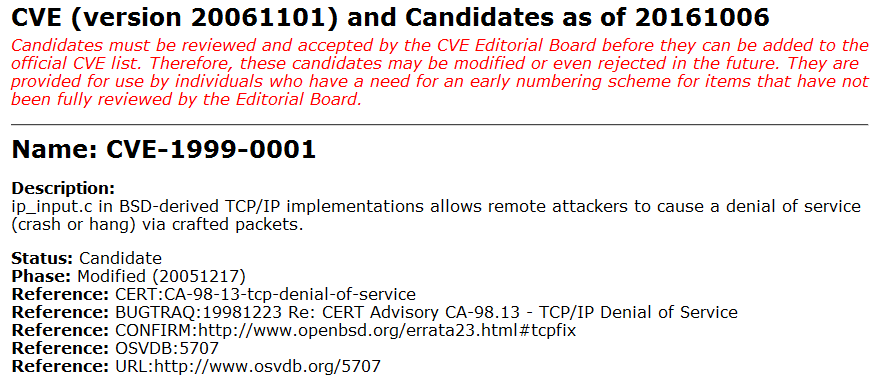 CVE (version 20061101) and Candidates as of 20161006
Candidates must be reviewed and accepted by the CVE Editorial Board before they can be added to the
official CVE list. Therefore, these candidates may be modified or even rejected in the future. They are
provided for use by individuals who have a need for an early numbering scheme for items that have not
been fully reviewed by the Editorial Board.
Name: CVE-1999-0001
Description:
ip_input.c in BSD-derived TCP/IP implementations allows remote attackers to cause a denial of service
(crash or hang) via crafted packets.
Status: Candidate
Phase: Modified (20051217)
Reference: CERT:CA-98-13-tcp-denial-of-service
Reference: BUGTRAQ:19981223 Re: CERT Advisory CA-98.13 - TCP/IP Denial of Service
Reference: CONFIRM:http://www.openbsd.org/errata23.html#tcpfix
Reference: OSVDB:5707
Reference: URL:http://www.osvdb.org/5707